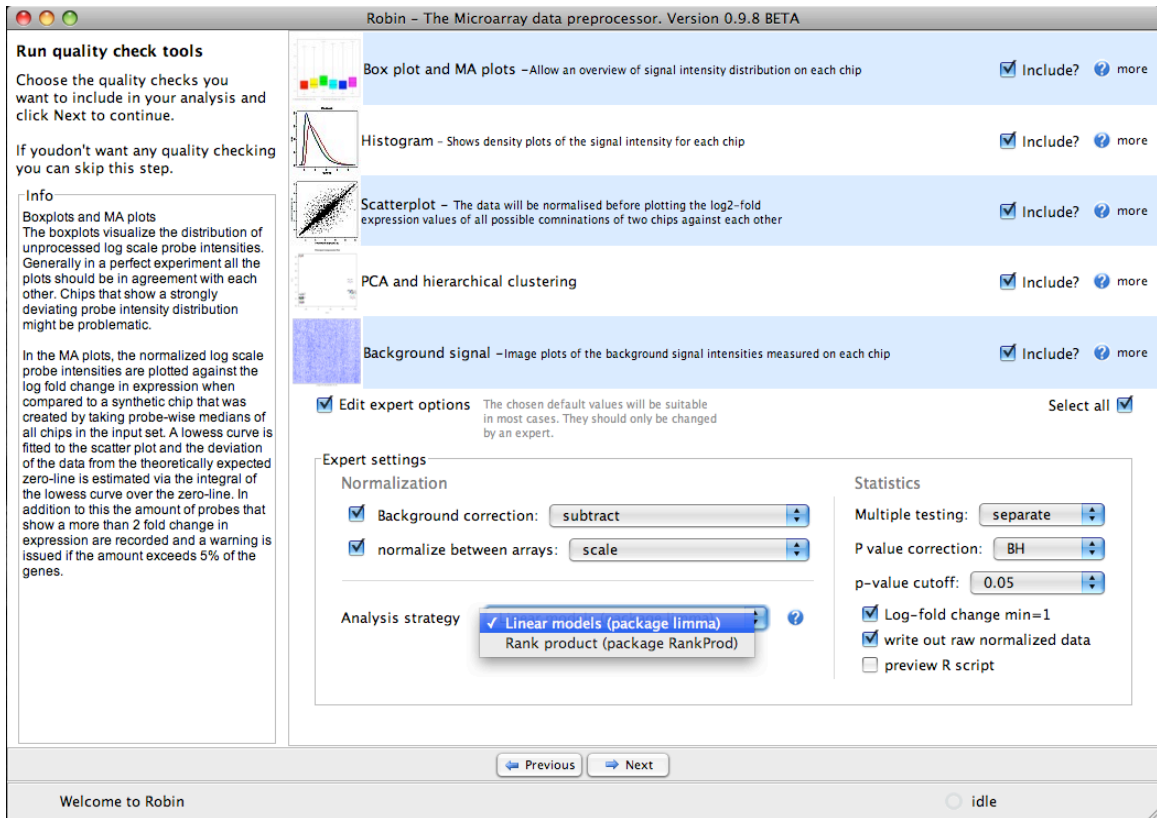 Robin – The Microarray data preprocessor. Version 0.9.8 BETA
Run quality check tools
Choose the quality checks you
want to include in your analysis and
click Next to continue.
If youdon't want any quality checking
you can skip this step.
Info
Boxplots and MA plots
The boxplots visualize the distribution of
unprocessed log scale probe intensities.
Generally in a perfect experiment all the
plots should be in agreement with each
other. Chips that show a strongly
deviating probe intensity distribution
might be problematic.
In the MA plots, the normalized log scale
probe intensities are plotted against the
log fold change in expression when
compared to a synthetic chip that was
created by taking probe-wise medians of
all chips in the input set. A lowess curve is
fitted to the scatter plot and the deviation
of the data from the theoretically expected
zero-line is estimated via the integral of
the lowess curve over the zero-line. In
addition to this the amount of probes that
show a more than 2 fold change in
expression are recorded and a warning is
issued if the amount exceeds 5% of the
genes.
Box plot and MA plots –Allow an overview of signal intensity distribution on each chip
Include? more
Histogram – Shows density plots of the signal intensity for each chip
Include? more
Scatterplot – The data will be normalised before plotting the log2-fold
expression values of all possible comninations of two chips against each other
Include? more
PCA and hierarchical clustering
Include? more
Background signal –Image plots of the background signal intensities measured on each chip
Include? more
Edit expert options
The chosen default values will be suitable
in most cases. They should only be changed
by an expert.
Select all
Expert settings
Normalization
Background correction: subtract
normalize between arrays: scale
Analysis strategy
Linear models (package limma)
Rank product (package RankProd)
Statistics
Multiple testing: separate
P value correction: BH
p-value cutoff: 0.05
Log-fold change min=1
write out raw normalized data
preview R script
Previous
Next
Welcome to Robin
idle